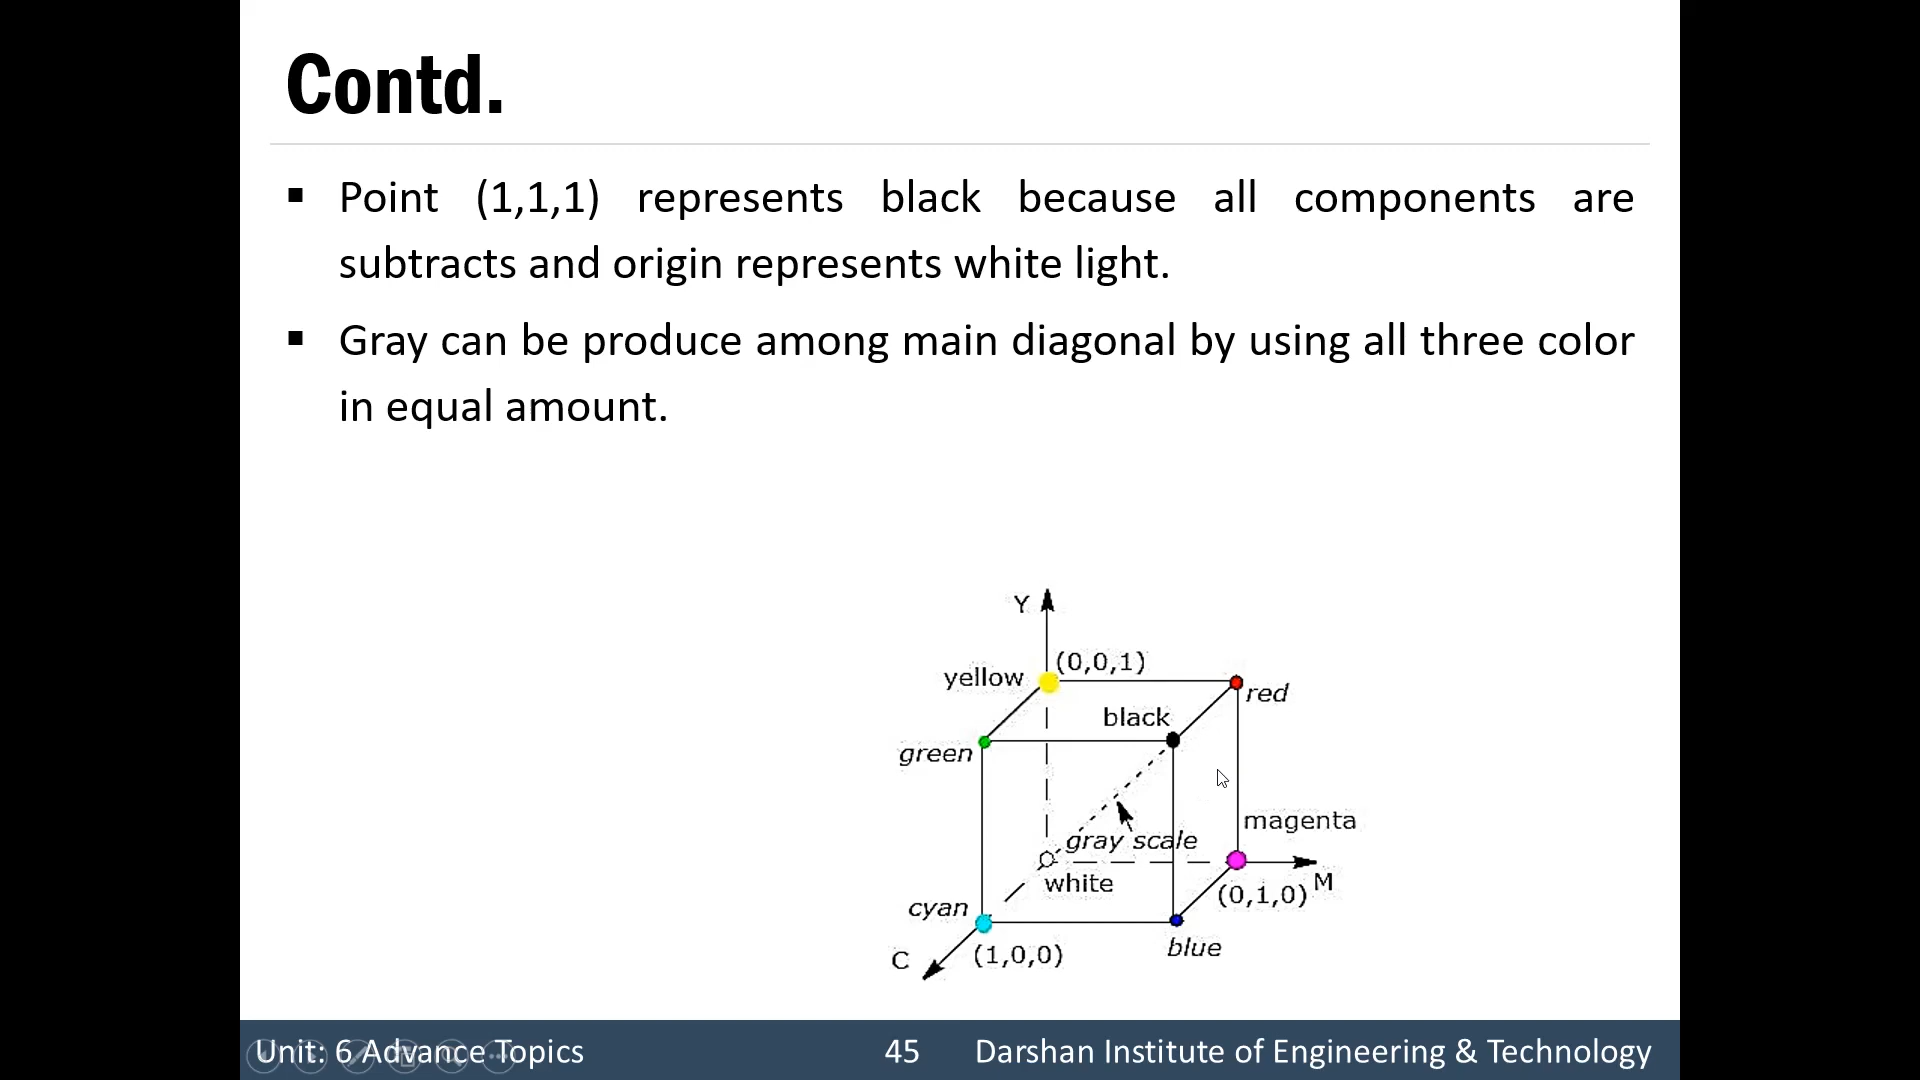 Contd.
▪ Point (1,1,1) represents black because all components are
subtracts and origin represents white light.
▪ Gray can be produce among main diagonal by using all three color
in equal amount.
Y
(0,0,1)
yellow
red
black
green
magenta
gray scale
white
M
(0,1,0)
cyan
blue
C
(1,0,0)
Unit: 6 Advance Topics 45 Darshan Institute of Engineering & Technology